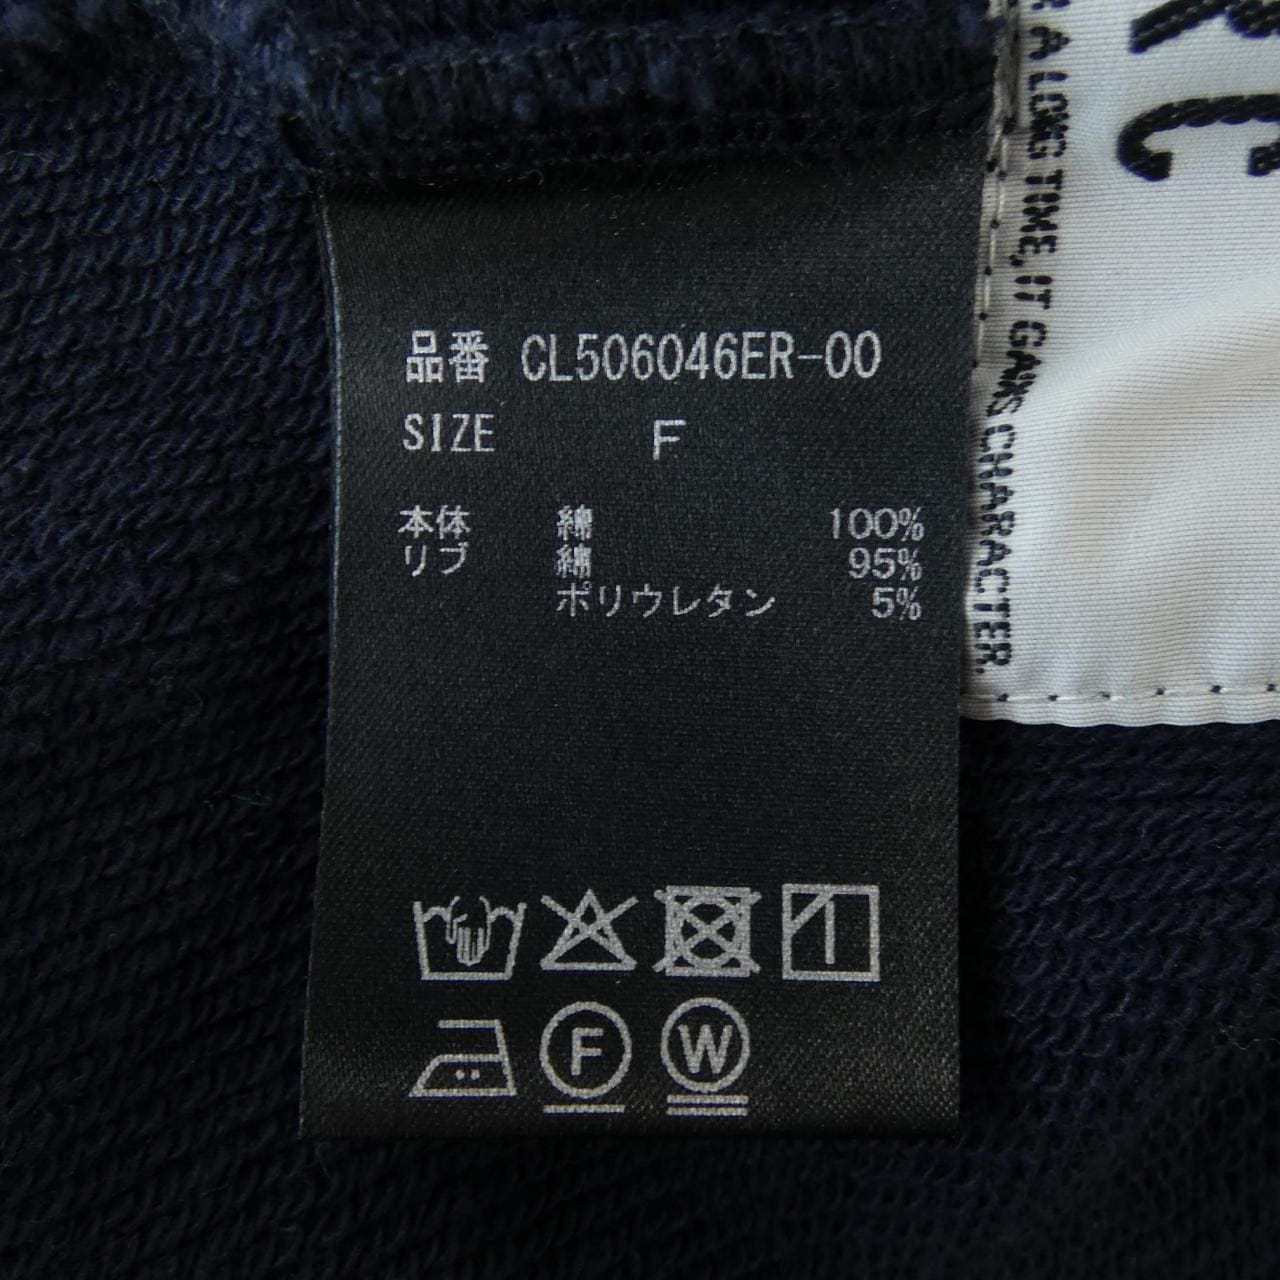 品番 CL506046ER-00
SIZE F
本体 綿 100%
リブ 綿 95%
ポリウレタン 5%
F
W
RC
A LONG TIME, IT GAINS CHARACTER.